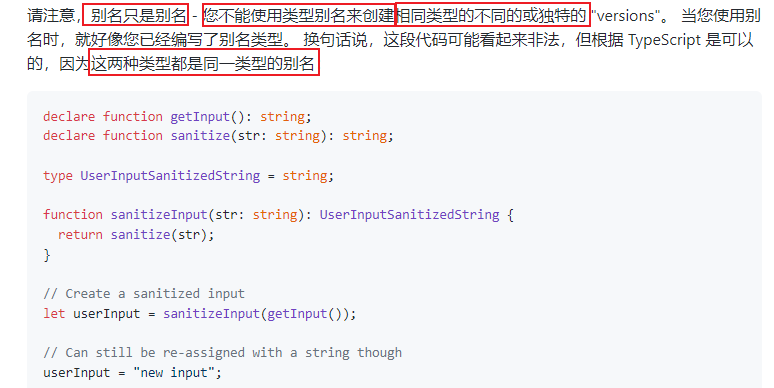 请注意，别名只是别名 - 您不能使用类型别名来创建相同类型的不同的或独特的 "versions"。 当您使用别
名时，就好像您已经编写了别名类型。 换句话说，这段代码可能看起来非法，但根据 TypeScript 是可以
的，因为这两种类型都是同一类型的别名
declare function getInput(): string;
declare function sanitize(str: string): string;
type UserInputSanitizedString = string;
function sanitizeInput(str: string): UserInputSanitizedString {
  return sanitize(str);
}
// Create a sanitized input
let userInput = sanitizeInput(getInput());
// Can still be re-assigned with a string though
userInput = "new input";